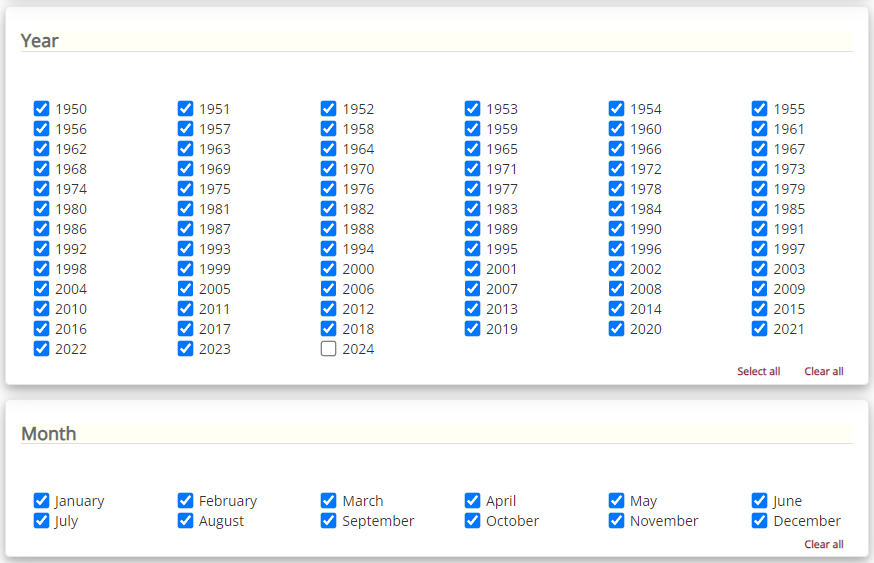 Year
1950 1951 1952 1953 1954 1955
1956 1957 1958 1959 1960 1961
1962 1963 1964 1965 1966 1967
1968 1969 1970 1971 1972 1973
1974 1975 1976 1977 1978 1979
1980 1981 1982 1983 1984 1985
1986 1987 1988 1989 1990 1991
1992 1993 1994 1995 1996 1997
1998 1999 2000 2001 2002 2003
2004 2005 2006 2007 2008 2009
2010 2011 2012 2013 2014 2015
2016 2017 2018 2019 2020 2021
2022 2023 2024
Select all Clear all
Month
January February March April May June
July August September October November December
Clear all